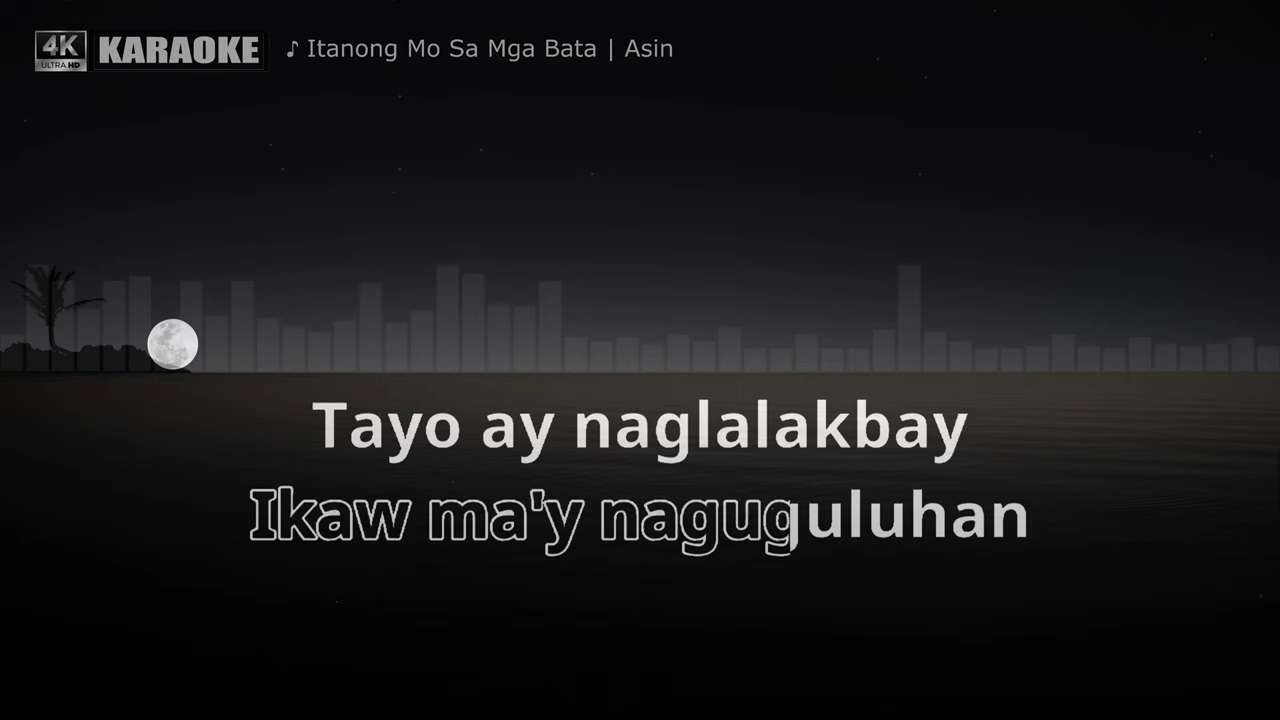 4K KARAOKE ♪ Itanong Mo Sa Mga Bata | Asin
ULTRA HD
Tayo ay naglalakbay
Ikaw ma'y naguguluhan